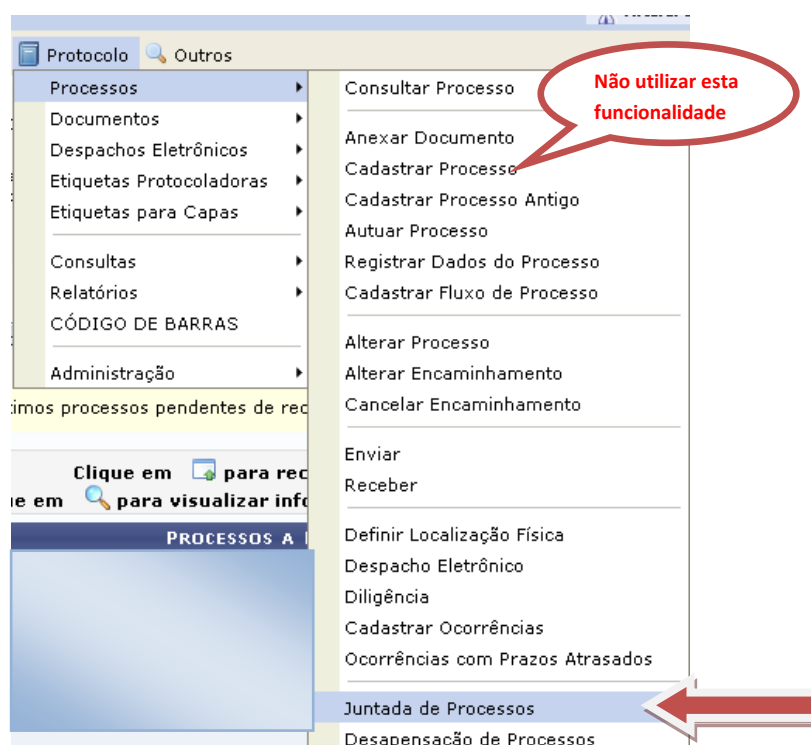 Protocolo Outros
Processos
Documentos
Despachos Eletrônicos
Etiquetas Protocoladoras
Etiquetas para Capas
Consultas
Relatórios
CÓDIGO DE BARRAS
Administração
Consultar Processo
Anexar Documento
Cadastrar Processo
Cadastrar Processo Antigo
Autuar Processo
Registrar Dados do Processo
Cadastrar Fluxo de Processo
Alterar Processo
Alterar Encaminhamento
Cancelar Encaminhamento
Enviar
Receber
Definir Localização Física
Despacho Eletrônico
Diligência
Cadastrar Ocorrências
Ocorrências com Prazos Atrasados
Juntada de Processos
Desapensação de Processos
Não utilizar esta
funcionalidade
imos processos pendentes de rec
Clique em para rec
e em para visualizar info
PROCESSOS A